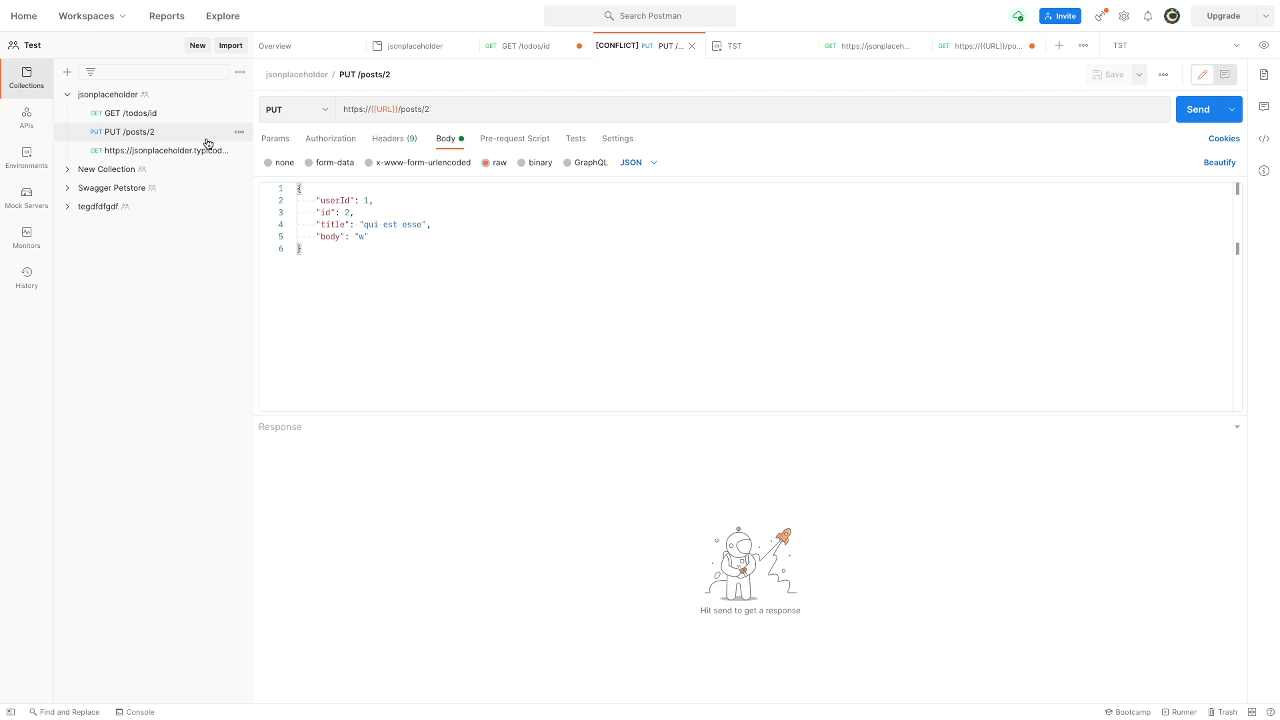 Home Workspaces Reports Explore Search Postman Invite Upgrade
Test New Import Overview jsonplaceholder GET GET /todos/id [CONFLICT] PUT PUT /... TST GET https://jsonplaceh... GET https://{{URL}}/po... TST
Collections
APIs
Environments
Mock Servers
Monitors
History
jsonplaceholder
GET GET /todos/id
PUT PUT /posts/2
GET https://jsonplaceholder.typicod...
New Collection
Swagger Petstore
tegdfdfgdf
jsonplaceholder / PUT /posts/2 Save
PUT https://{{URL}}/posts/2 Send
Params Authorization Headers (9) Body Pre-request Script Tests Settings Cookies
none form-data x-www-form-urlencoded raw binary GraphQL JSON Beautify
1 {
2 "userId": 1,
3 "id": 2,
4 "title": "qui est esse",
5 "body": "w"
6 }
Response
Hit send to get a response
Find and Replace Console Bootcamp Runner Trash